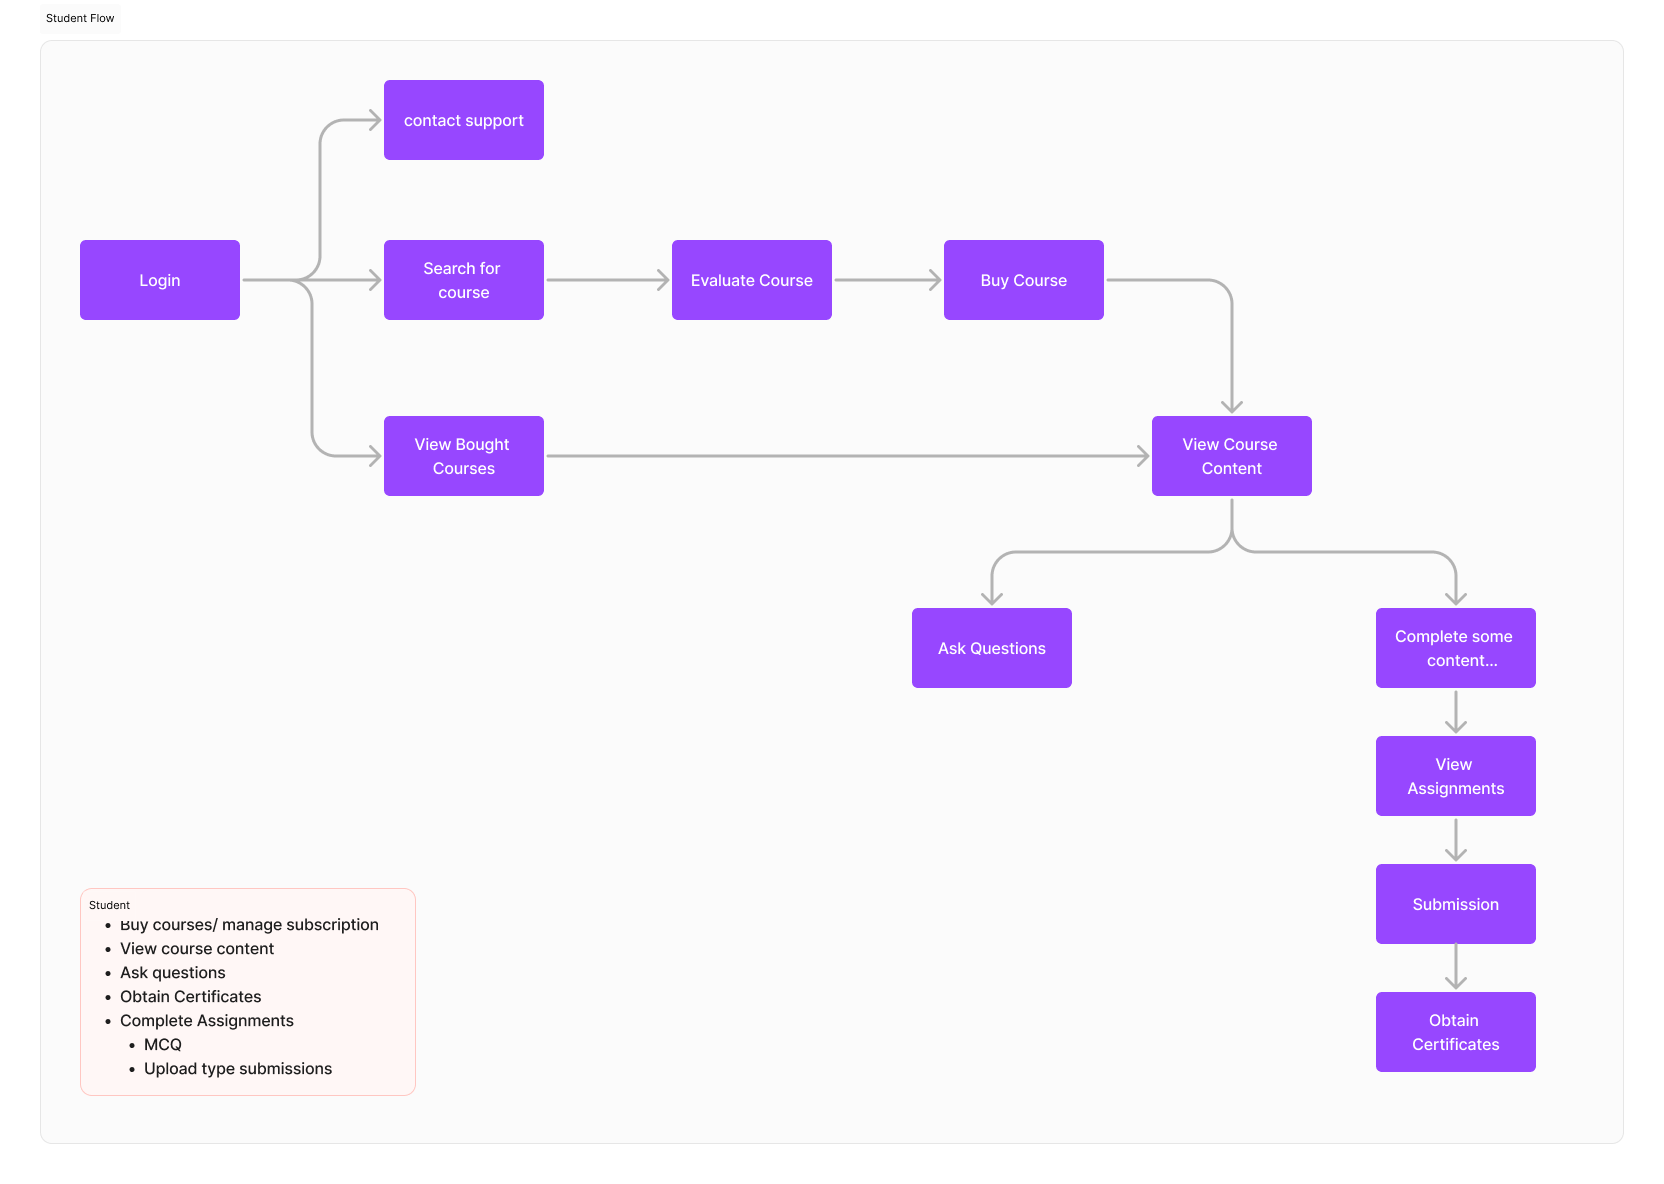 Student Flow
contact support
Login
Search for
course
Evaluate Course
Buy Course
View Bought
Courses
View Course
Content
Ask Questions
Complete some
content...
View
Assignments
Submission
Obtain
Certificates
Student
• Buy courses/ manage subscription
• View course content
• Ask questions
• Obtain Certificates
• Complete Assignments
• MCQ
• Upload type submissions